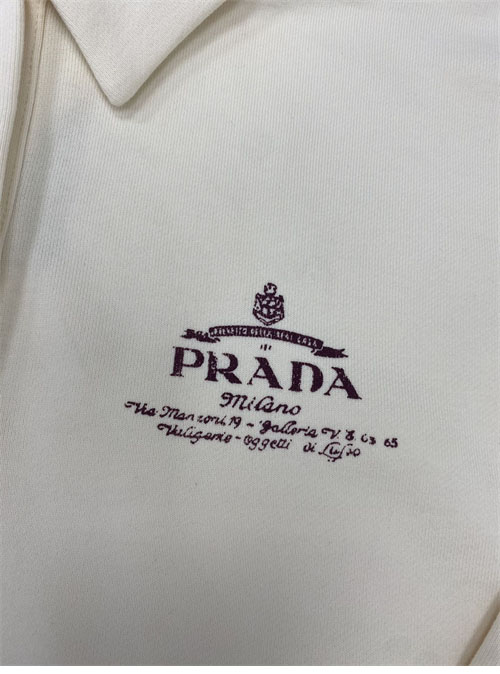 PRADA
Milano
Via Manzoni, 19 - Galleria V. E 63 65
Valigerie - oggetti di Lusso